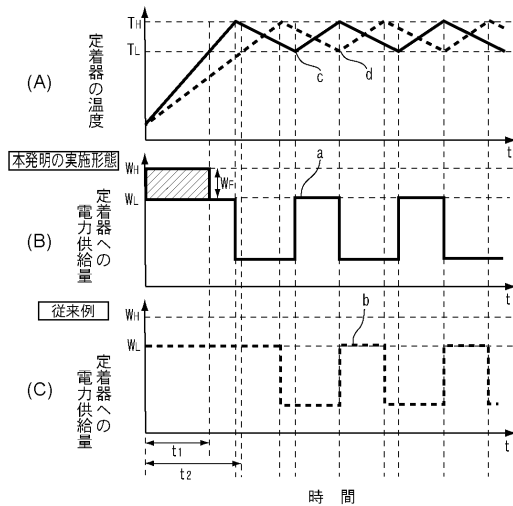 (A)
定着器の温度
TH
TL
c
d
t
本発明の実施形態
(B)
定着器への
電力供給量
WH
WL
WF
a
t
従来例
(C)
定着器への
電力供給量
WH
WL
b
t
t1
t2
時 間